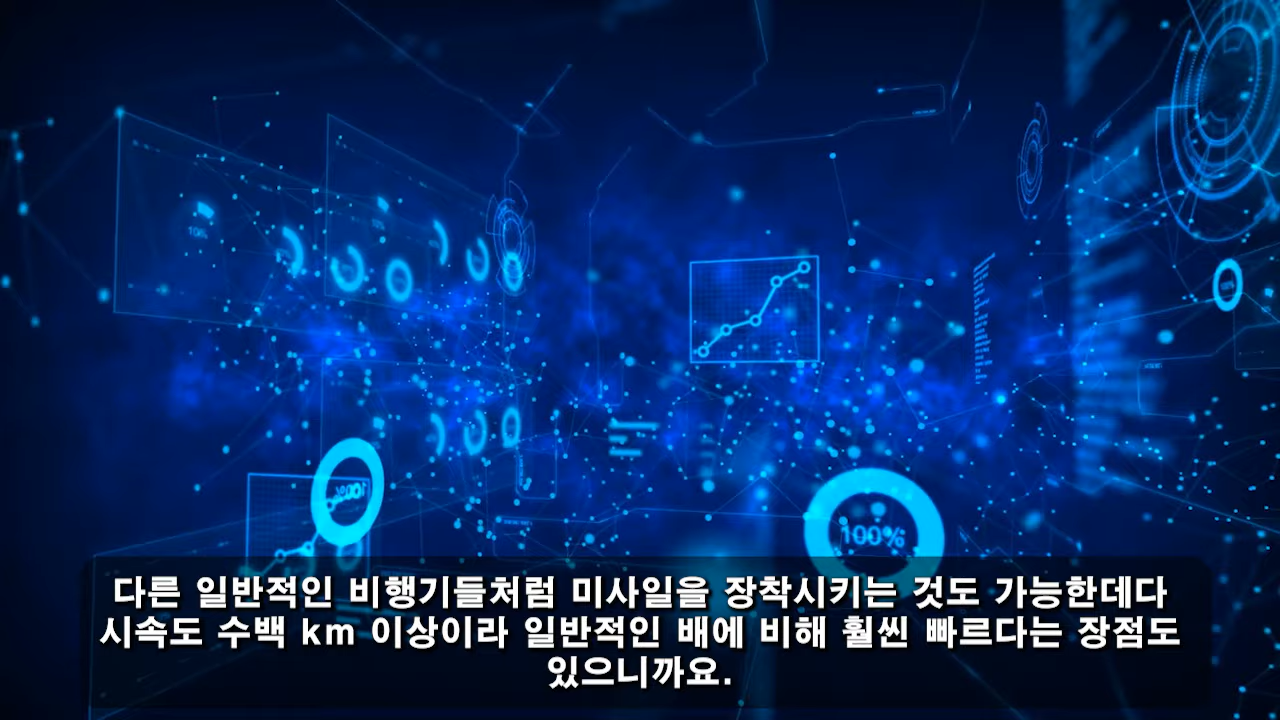 100%
100%
100%
다른 일반적인 비행기들처럼 미사일을 장착시키는 것도 가능한데다
시속도 수백 km 이상이라 일반적인 배에 비해 훨씬 빠르다는 장점도
있으니까요.